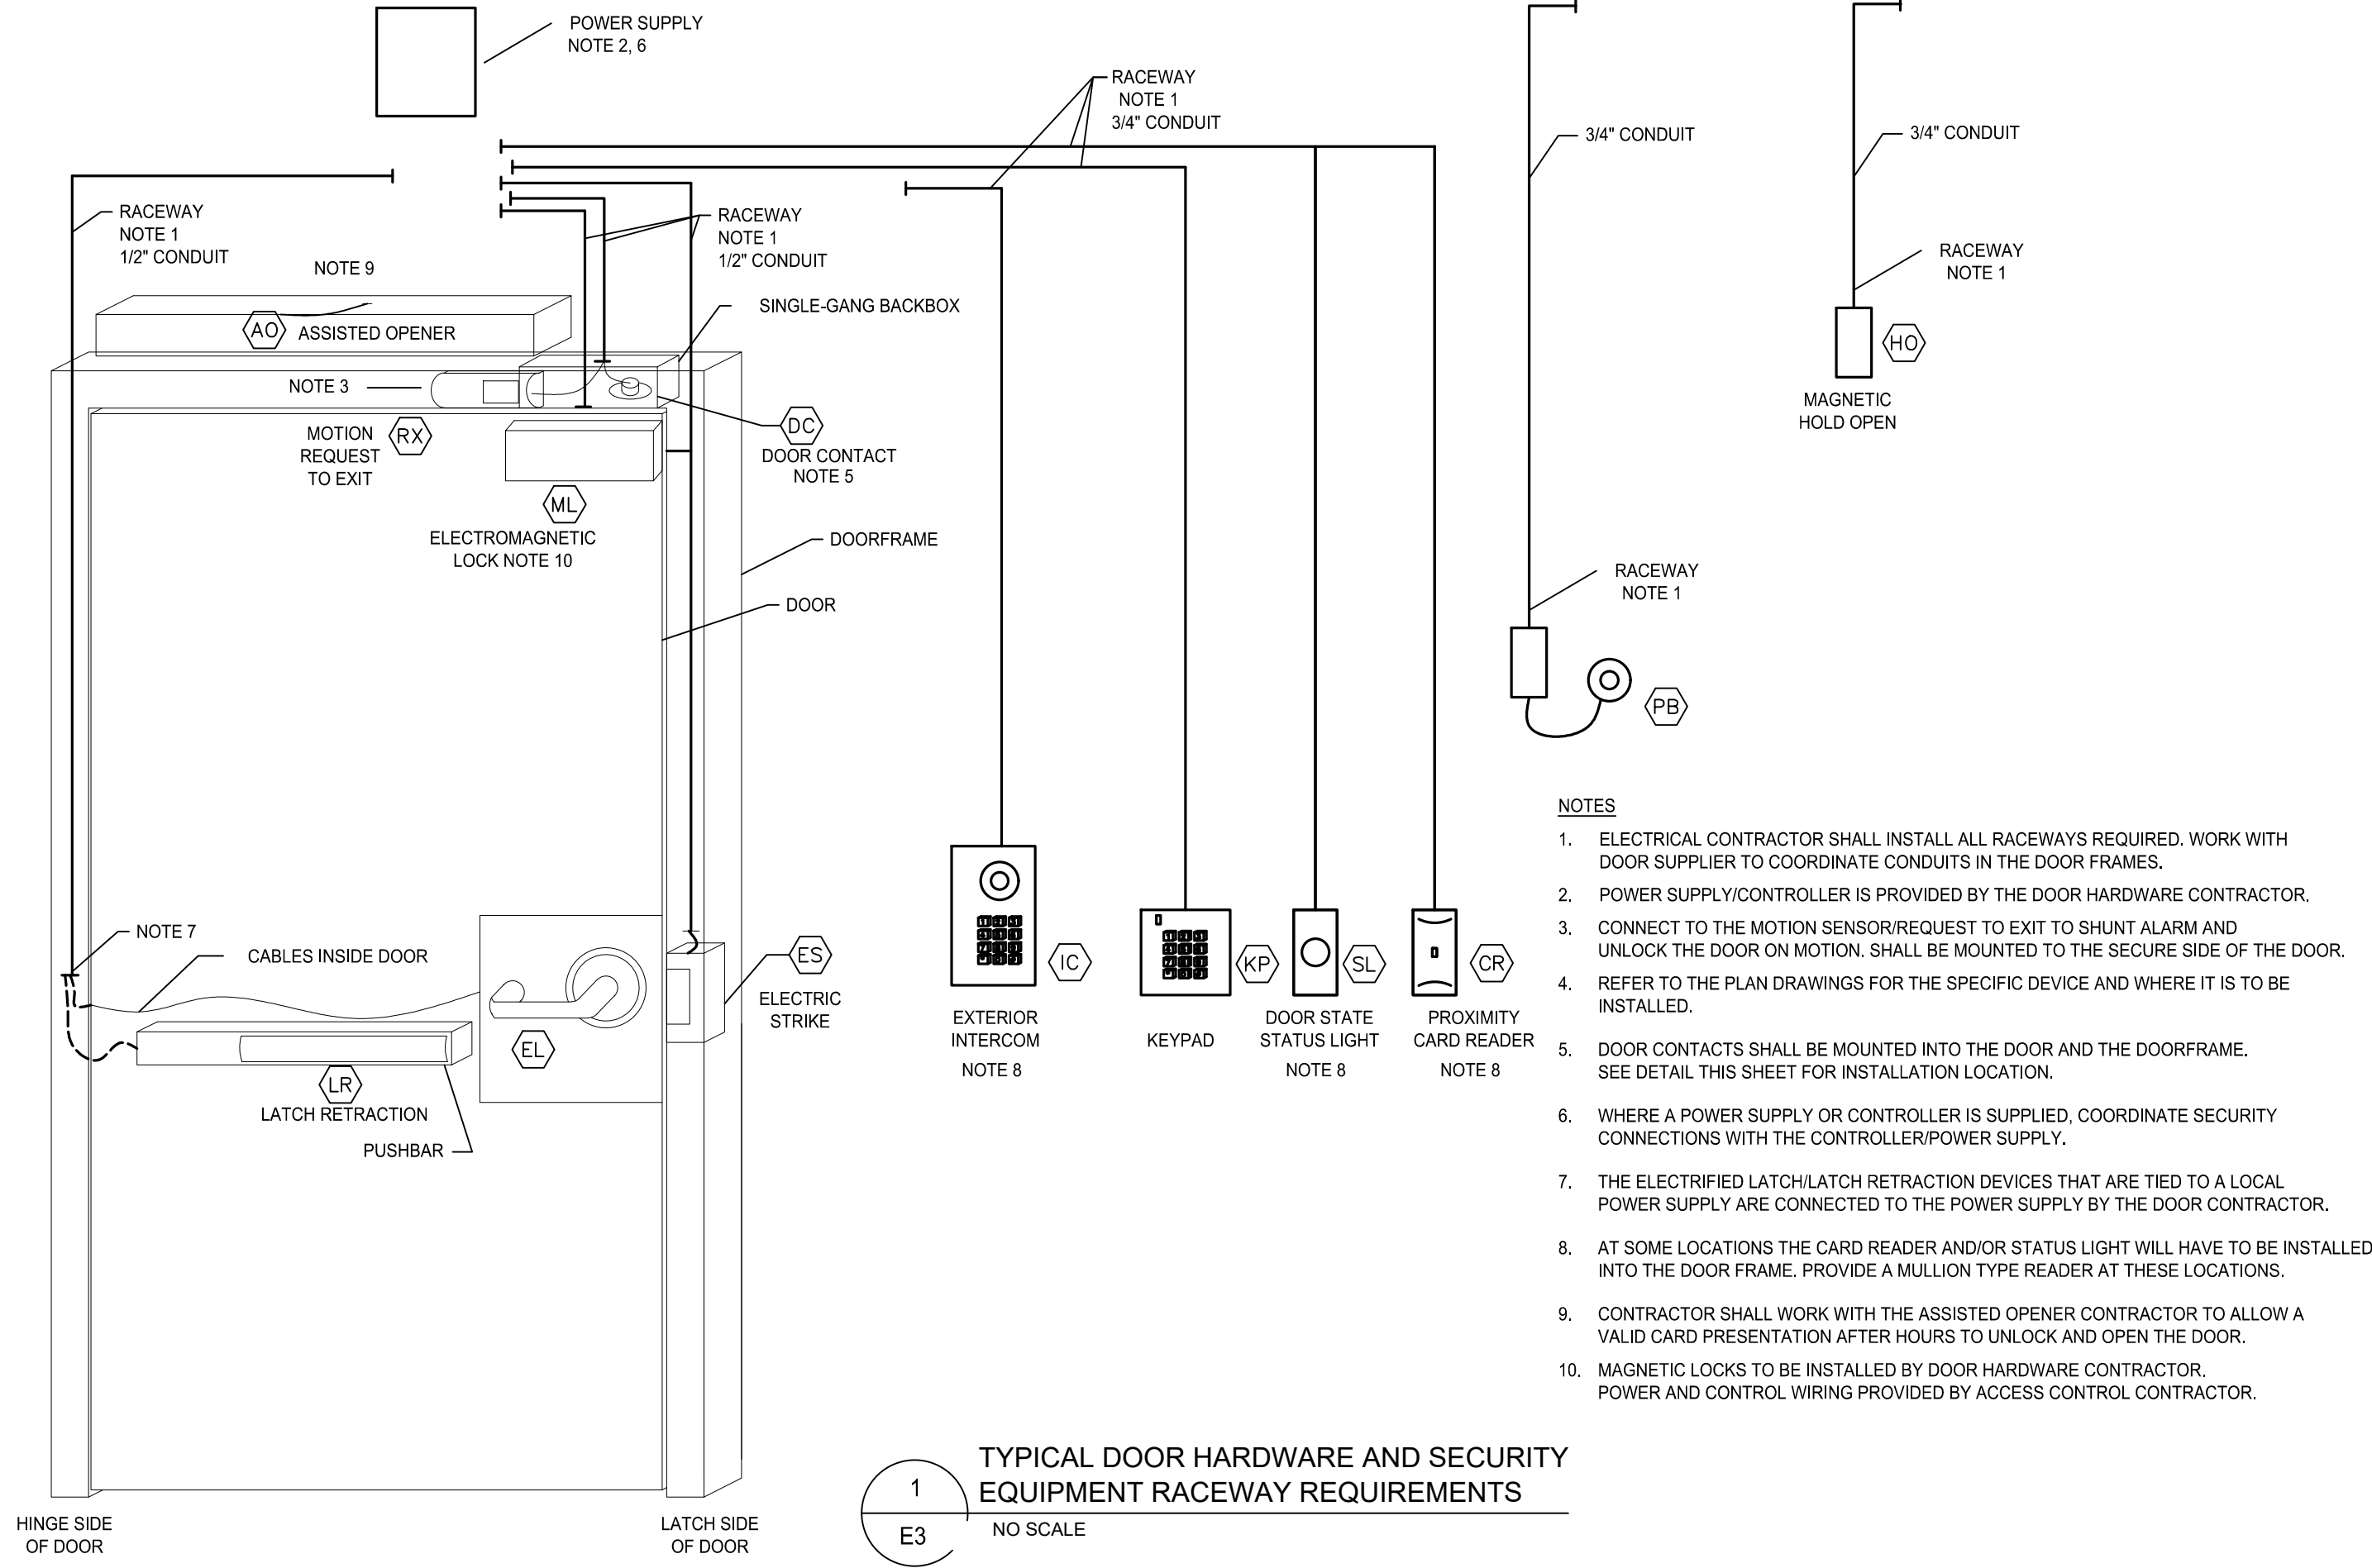 POWER SUPPLY
NOTE 2, 6
RACEWAY
NOTE 1
3/4" CONDUIT
3/4" CONDUIT
3/4" CONDUIT
RACEWAY
NOTE 1
1/2" CONDUIT
RACEWAY
NOTE 1
1/2" CONDUIT
RACEWAY
NOTE 1
NOTE 9
SINGLE-GANG BACKBOX
AO
ASSISTED OPENER
HO
MAGNETIC
HOLD OPEN
NOTE 3
DC
DOOR CONTACT
NOTE 5
RX
MOTION
REQUEST
TO EXIT
ML
ELECTROMAGNETIC
LOCK NOTE 10
DOORFRAME
DOOR
RACEWAY
NOTE 1
PB
NOTE 7
CABLES INSIDE DOOR
ES
ELECTRIC
STRIKE
EL
LR
LATCH RETRACTION
PUSHBAR
IC
EXTERIOR
INTERCOM
NOTE 8
KP
KEYPAD
SL
DOOR STATE
STATUS LIGHT
NOTE 8
CR
PROXIMITY
CARD READER
NOTE 8
NOTES
1. ELECTRICAL CONTRACTOR SHALL INSTALL ALL RACEWAYS REQUIRED. WORK WITH
DOOR SUPPLIER TO COORDINATE CONDUITS IN THE DOOR FRAMES.
2. POWER SUPPLY/CONTROLLER IS PROVIDED BY THE DOOR HARDWARE CONTRACTOR.
3. CONNECT TO THE MOTION SENSOR/REQUEST TO EXIT TO SHUNT ALARM AND
UNLOCK THE DOOR ON MOTION. SHALL BE MOUNTED TO THE SECURE SIDE OF THE DOOR.
4. REFER TO THE PLAN DRAWINGS FOR THE SPECIFIC DEVICE AND WHERE IT IS TO BE
INSTALLED.
5. DOOR CONTACTS SHALL BE MOUNTED INTO THE DOOR AND THE DOORFRAME.
SEE DETAIL THIS SHEET FOR INSTALLATION LOCATION.
6. WHERE A POWER SUPPLY OR CONTROLLER IS SUPPLIED, COORDINATE SECURITY
CONNECTIONS WITH THE CONTROLLER/POWER SUPPLY.
7. THE ELECTRIFIED LATCH/LATCH RETRACTION DEVICES THAT ARE TIED TO A LOCAL
POWER SUPPLY ARE CONNECTED TO THE POWER SUPPLY BY THE DOOR CONTRACTOR.
8. AT SOME LOCATIONS THE CARD READER AND/OR STATUS LIGHT WILL HAVE TO BE INSTALLED
INTO THE DOOR FRAME. PROVIDE A MULLION TYPE READER AT THESE LOCATIONS.
9. CONTRACTOR SHALL WORK WITH THE ASSISTED OPENER CONTRACTOR TO ALLOW A
VALID CARD PRESENTATION AFTER HOURS TO UNLOCK AND OPEN THE DOOR.
10. MAGNETIC LOCKS TO BE INSTALLED BY DOOR HARDWARE CONTRACTOR.
POWER AND CONTROL WIRING PROVIDED BY ACCESS CONTROL CONTRACTOR.
HINGE SIDE
OF DOOR
LATCH SIDE
OF DOOR
1
E3
TYPICAL DOOR HARDWARE AND SECURITY
EQUIPMENT RACEWAY REQUIREMENTS
NO SCALE